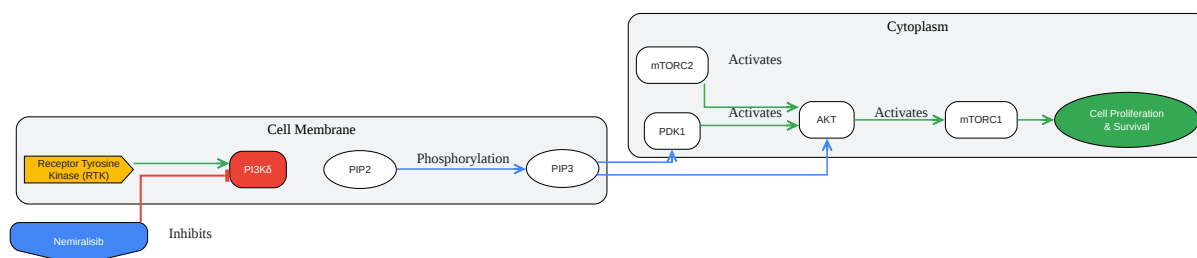 Cytoplasm
mTORC2
Activates
Activates
PDK1
AKT
Activates
mTORC1
Cell Proliferation
& Survival
Cell Membrane
Receptor Tyrosine
Kinase (RTK)
PI3Kδ
PIP2
Phosphorylation
PIP3
Inhibits
Nemiralisib